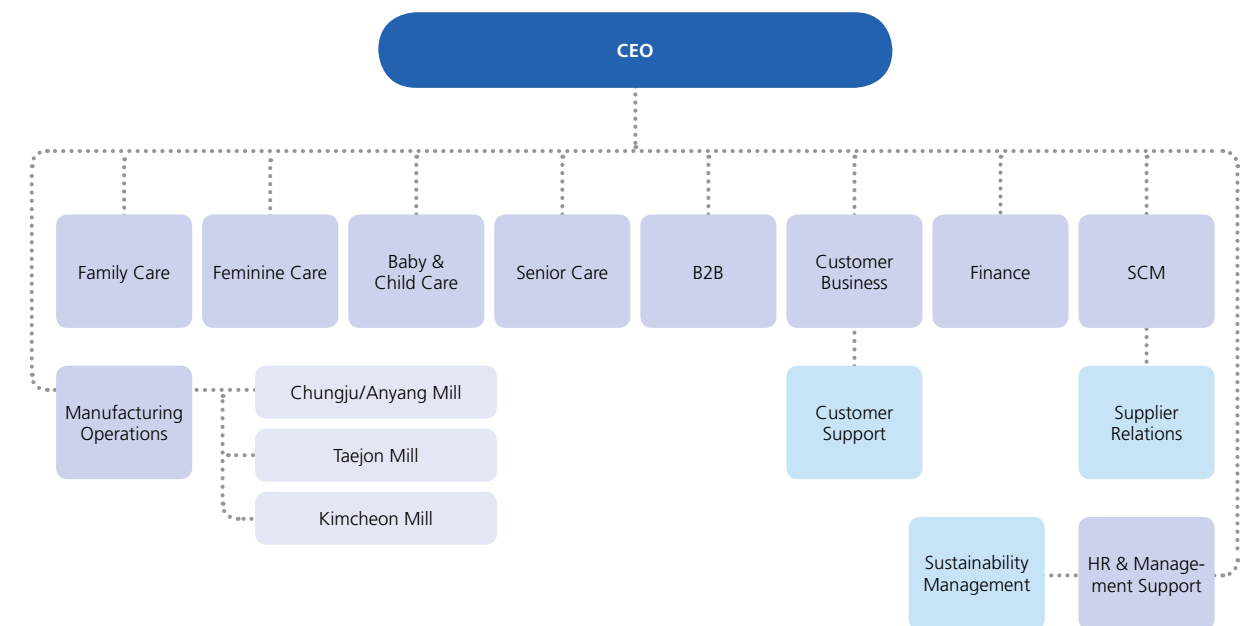 CEO
Family Care
Feminine Care
Baby &
Child Care
Senior Care
B2B
Customer
Business
Finance
SCM
Manufacturing
Operations
Chungju/Anyang Mill
Taejon Mill
Kimcheon Mill
Customer
Support
Supplier
Relations
Sustainability
Management
HR & Manage-
ment Support